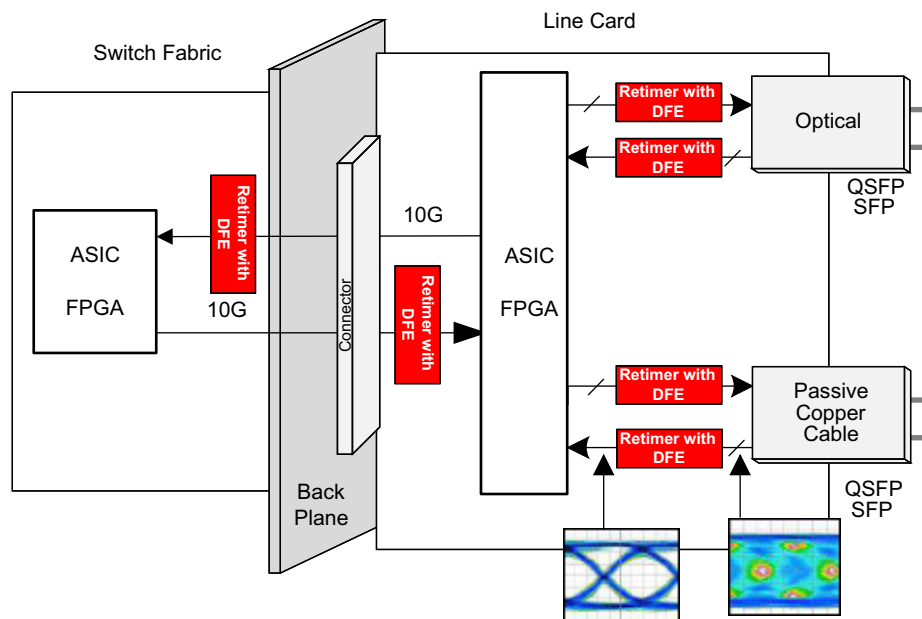 Line Card
Switch Fabric
Retimer with
DFE
Optical
Retimer with
DFE
QSFP
SFP
Retimer with
DFE
10G
ASIC
FPGA
ASIC
FPGA
10G
Connector
Retimer with
DFE
Retimer with
DFE
Passive
Copper
Cable
Retimer with
DFE
QSFP
SFP
Back
Plane